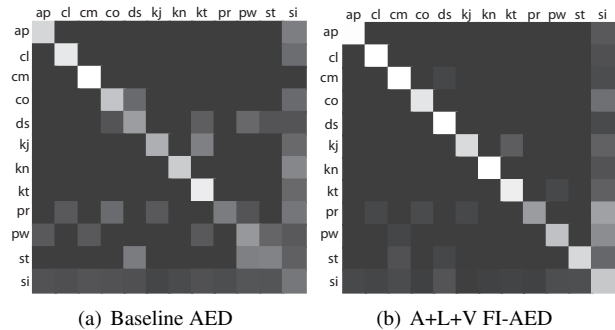 ap cl cm co ds kj kn kt pr pw st si
ap
cl
cm
co
ds
kj
kn
kt
pr
pw
st
si
(a) Baseline AED
ap cl cm co ds kj kn kt pr pw st si
ap
cl
cm
co
ds
kj
kn
kt
pr
pw
st
si
(b) A+L+V FI-AED